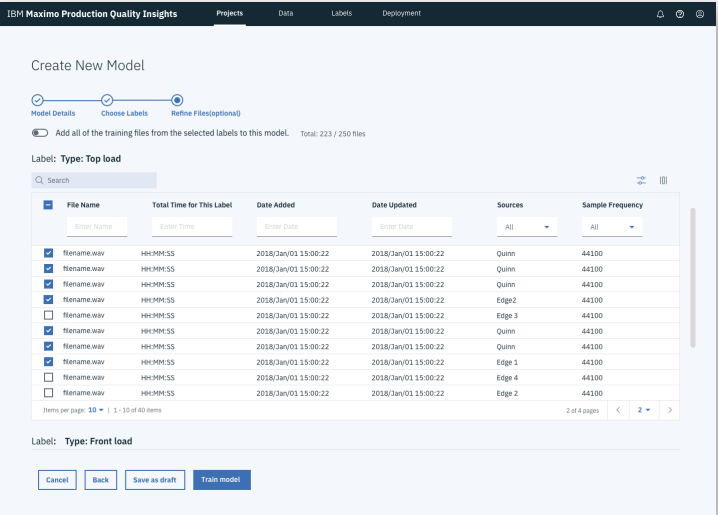 IBM Maximo Production Quality Insights Projects Data Labels Deployment
Create New Model
Model Details Choose Labels Refine Files(optional)
Add all of the training files from the selected labels to this model. Total: 223 / 250 files
Label: Type: Top load
Search
File Name Total Time for This Label Date Added Date Updated Sources Sample Frequency
Enter Name Enter Time Enter Date Enter Date All All
filename.wav HH:MM:SS 2018/Jan/01 15:00:22 2018/Jan/01 15:00:22 Quinn 44100
filename.wav HH:MM:SS 2018/Jan/01 15:00:22 2018/Jan/01 15:00:22 Quinn 44100
filename.wav HH:MM:SS 2018/Jan/01 15:00:22 2018/Jan/01 15:00:22 Quinn 44100
filename.wav HH:MM:SS 2018/Jan/01 15:00:22 2018/Jan/01 15:00:22 Edge2 44100
filename.wav HH:MM:SS 2018/Jan/01 15:00:22 2018/Jan/01 15:00:22 Edge 3 44100
filename.wav HH:MM:SS 2018/Jan/01 15:00:22 2018/Jan/01 15:00:22 Quinn 44100
filename.wav HH:MM:SS 2018/Jan/01 15:00:22 2018/Jan/01 15:00:22 Quinn 44100
filename.wav HH:MM:SS 2018/Jan/01 15:00:22 2018/Jan/01 15:00:22 Edge 1 44100
filename.wav HH:MM:SS 2018/Jan/01 15:00:22 2018/Jan/01 15:00:22 Edge 4 44100
filename.wav HH:MM:SS 2018/Jan/01 15:00:22 2018/Jan/01 15:00:22 Edge 2 44100
Items per page: 10 | 1 - 10 of 40 items 2 of 4 pages 2
Label: Type: Front load
Cancel Back Save as draft Train model